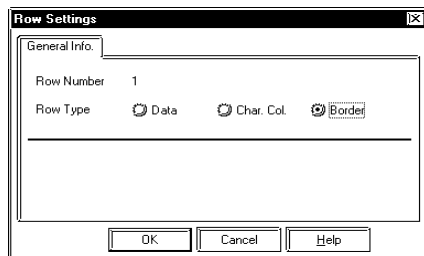 Row Settings
General Info.
Row Number 1
Row Type Data Char. Col. Border
OK Cancel Help